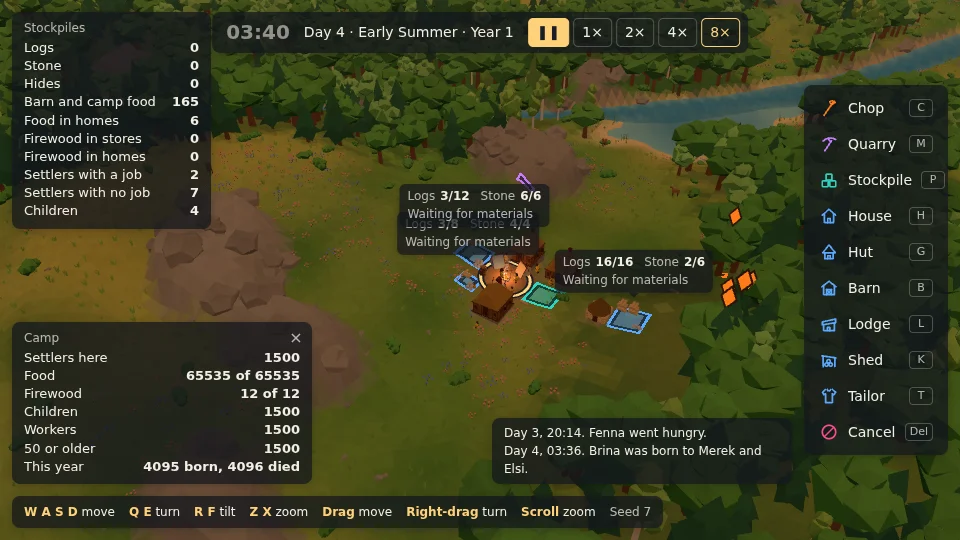 Stockpiles
Logs 0
Stone 0
Hides 0
Barn and camp food 165
Food in homes 6
Firewood in stores 0
Firewood in homes 0
Settlers with a job 2
Settlers with no job 7
Children 4
03:40 Day 4 · Early Summer · Year 1 1× 2× 4× 8×
Chop C
Quarry M
Stockpile P
House H
Hut G
Barn B
Lodge L
Shed K
Tailor T
Cancel Del
Logs 3/12 Stone 6/6
Waiting for materials
Logs 3/8 Stone 4/4
Waiting for materials
Logs 16/16 Stone 2/6
Waiting for materials
Camp
Settlers here 1500
Food 65535 of 65535
Firewood 12 of 12
Children 1500
Workers 1500
50 or older 1500
This year 4095 born, 4096 died
Day 3, 20:14. Fenna went hungry.
Day 4, 03:36. Brina was born to Merek and
Elsi.
W A S D move Q E turn R F tilt Z X zoom Drag move Right-drag turn Scroll zoom Seed 7